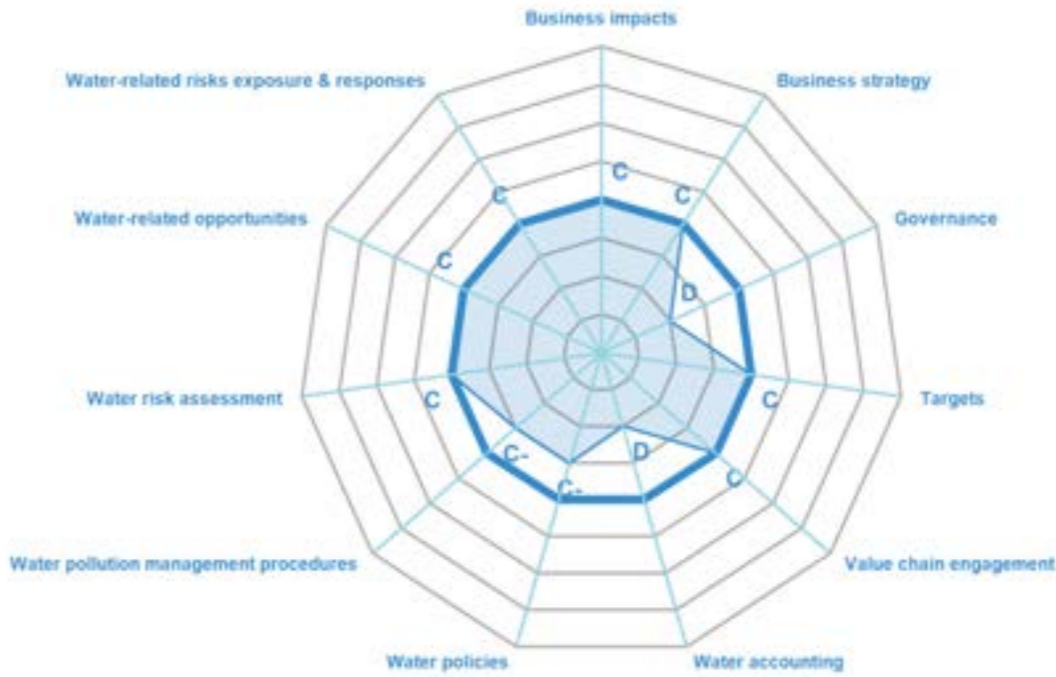 Business impacts
Water-related risks exposure & responses
Business strategy
C
C
C
Water-related opportunities
Governance
C
D
Water risk assessment
C
C
Targets
C-
D
C
C-
Water pollution management procedures
Value chain engagement
Water policies
Water accounting